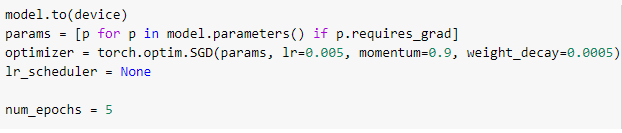 model.to(device)
params = [p for p in model.parameters() if p.requires_grad]
optimizer = torch.optim.SGD(params, lr=0.005, momentum=0.9, weight_decay=0.0005)
lr_scheduler = None
num_epochs = 5